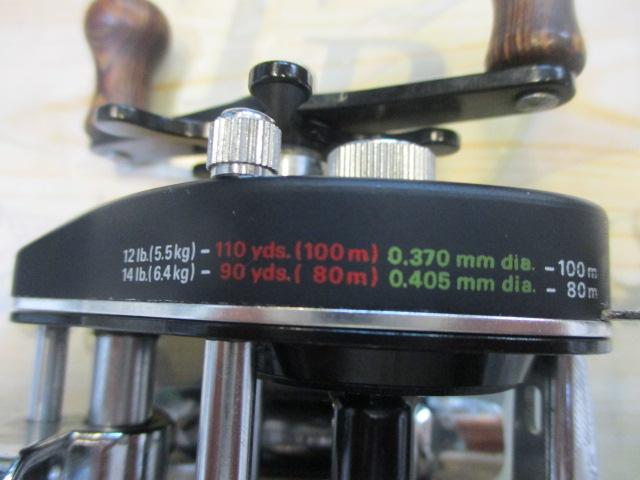 12 lb.(5.5 kg) – 110 yds. (100 m) 0.370 mm dia. – 100 m
14 lb.(6.4 kg) – 90 yds. ( 80 m) 0.405 mm dia. – 80 m